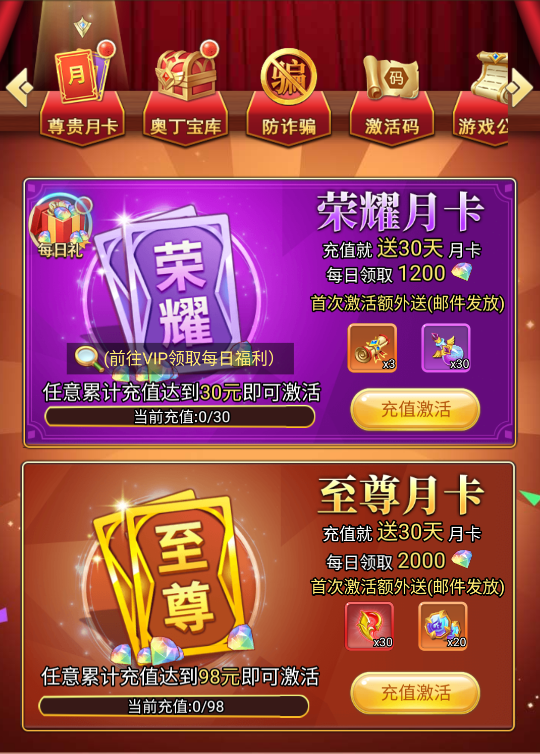 月
骗
码
尊贵月卡
奥丁宝库
防诈骗
激活码
游戏公
荣耀月卡
充值就 送30天 月卡
每日领取 1200
首次激活额外送(邮件发放)
x3
x30
充值激活
每日礼
荣
耀
(前往VIP领取每日福利)
任意累计充值达到30元即可激活
当前充值:0/30
至尊月卡
充值就 送30天 月卡
每日领取 2000
首次激活额外送(邮件发放)
x30
x20
充值激活
至
尊
任意累计充值达到98元即可激活
当前充值:0/98